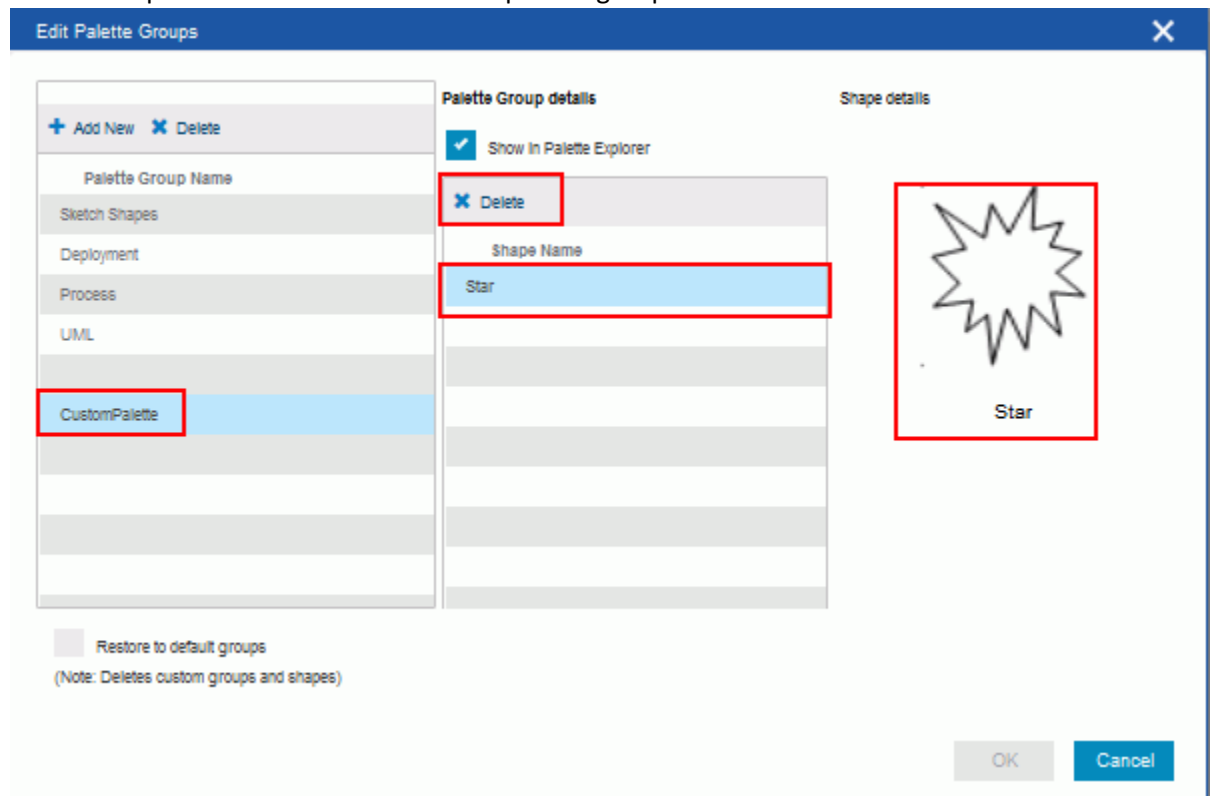 Edit Palette Groups
Palette Group details
Shape details
Add New Delete
Show in Palette Explorer
Palette Group Name
Delete
Sketch Shapes
Shape Name
Deployment
Star
Process
UML
CustomPalette
Star
Restore to default groups
(Note: Deletes custom groups and shapes)
OK Cancel